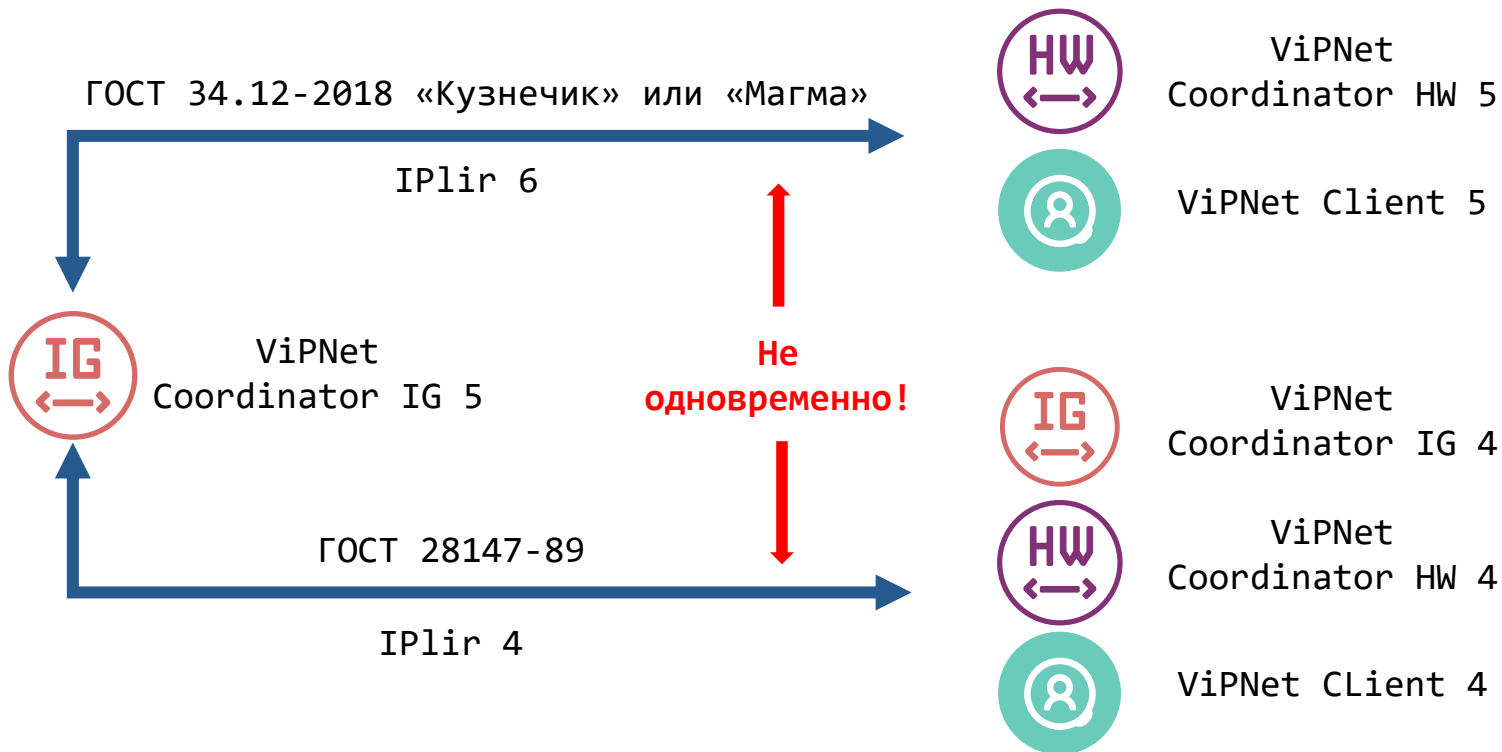 HW
ViPNet
Coordinator HW 5
ГОСТ 34.12-2018 «Кузнечик» или «Магма»
IPlir 6
ViPNet Client 5
IG
ViPNet
Coordinator IG 5
Не
одновременно!
IG
ViPNet
Coordinator IG 4
HW
ViPNet
Coordinator HW 4
ГОСТ 28147-89
IPlir 4
ViPNet CLient 4